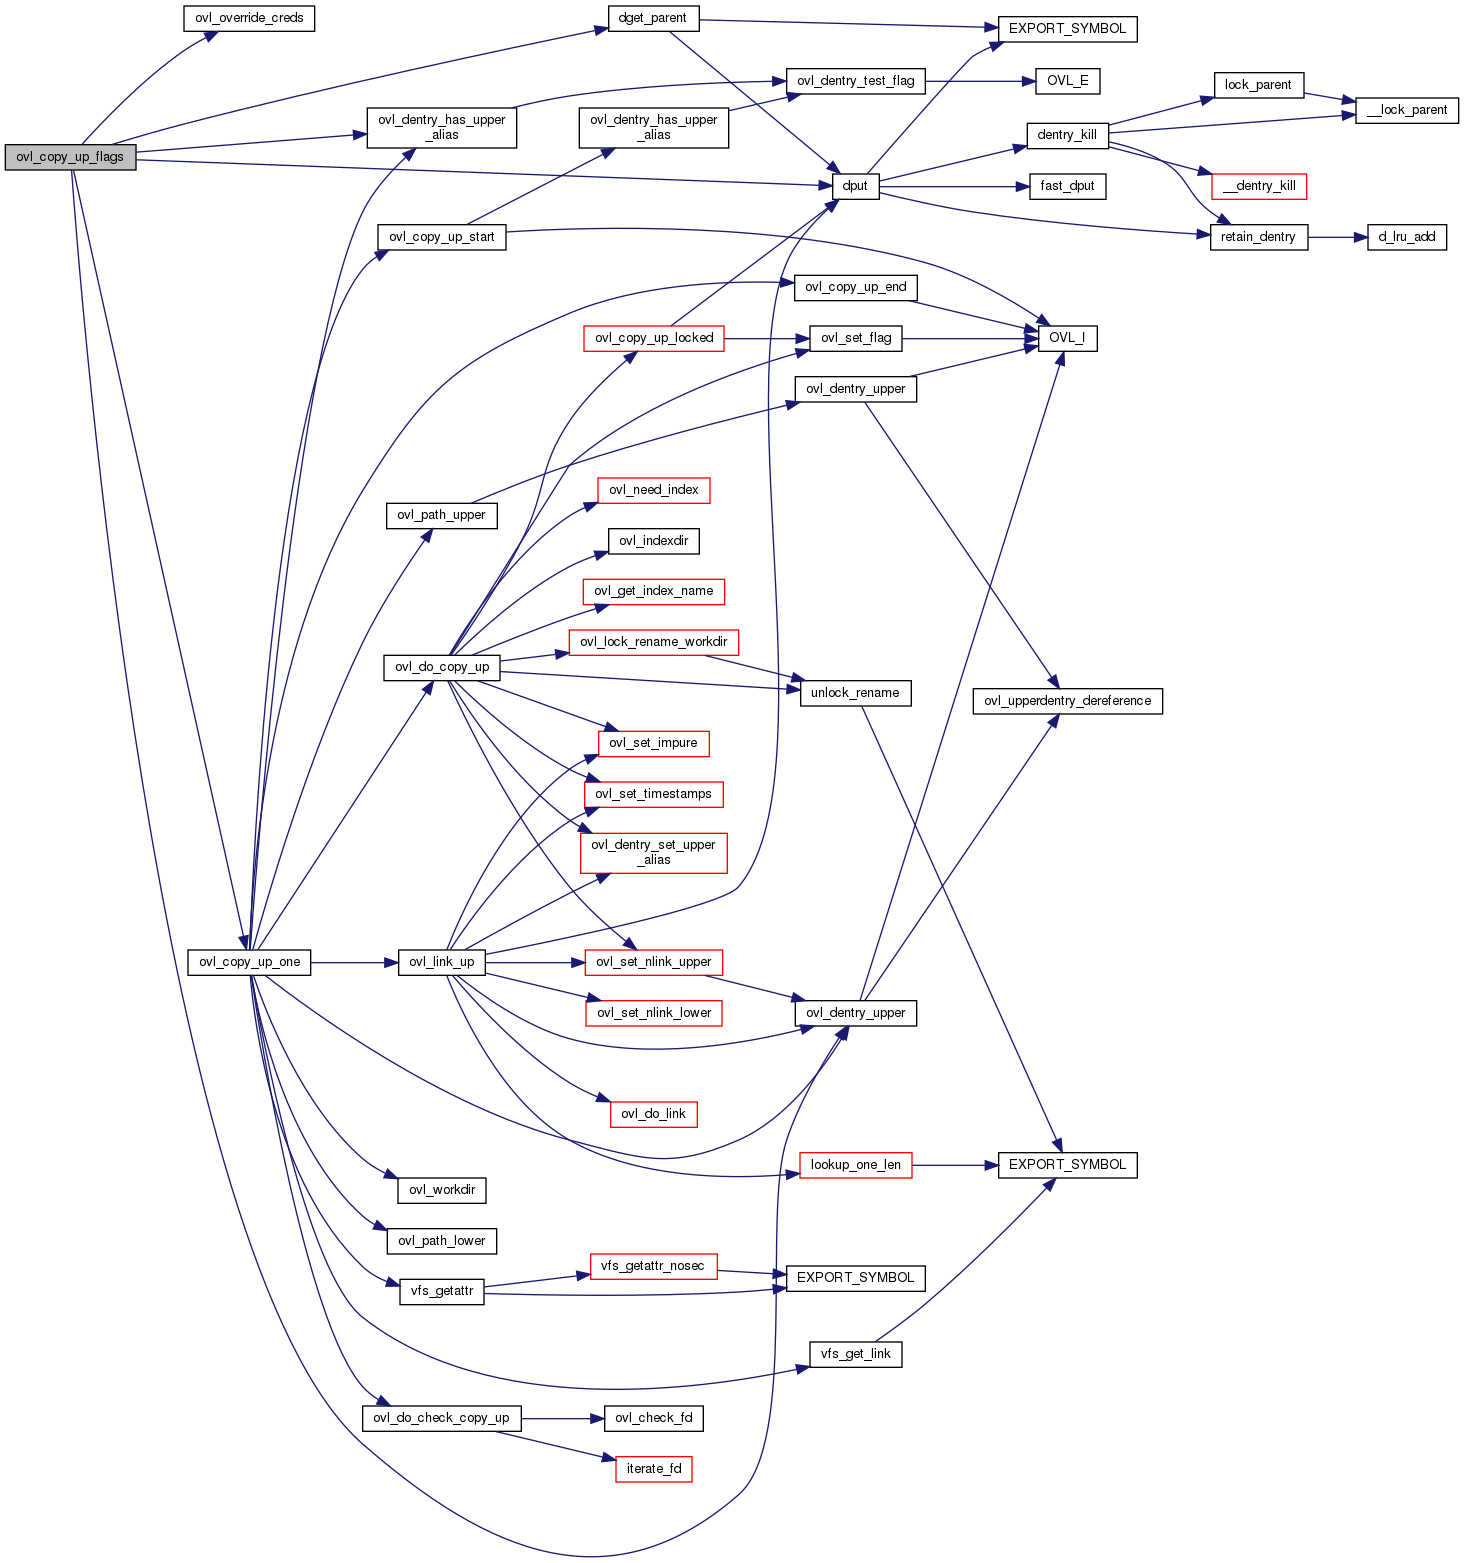 ovl_override_creds
dget_parent
EXPORT_SYMBOL
ovl_dentry_test_flag
OVL_E
lock_parent
__lock_parent
ovl_dentry_has_upper
_alias
ovl_dentry_has_upper
_alias
dentry_kill
ovl_copy_up_flags
dput
fast_dput
__dentry_kill
ovl_copy_up_start
retain_dentry
d_lru_add
ovl_copy_up_end
ovl_copy_up_locked
ovl_set_flag
OVL_I
ovl_dentry_upper
ovl_need_index
ovl_path_upper
ovl_indexdir
ovl_get_index_name
ovl_lock_rename_workdir
ovl_do_copy_up
unlock_rename
ovl_upperdentry_dereference
ovl_set_impure
ovl_set_timestamps
ovl_dentry_set_upper
_alias
ovl_copy_up_one
ovl_link_up
ovl_set_nlink_upper
ovl_set_nlink_lower
ovl_dentry_upper
ovl_do_link
lookup_one_len
EXPORT_SYMBOL
ovl_workdir
ovl_path_lower
vfs_getattr_nosec
EXPORT_SYMBOL
vfs_getattr
vfs_get_link
ovl_do_check_copy_up
ovl_check_fd
iterate_fd